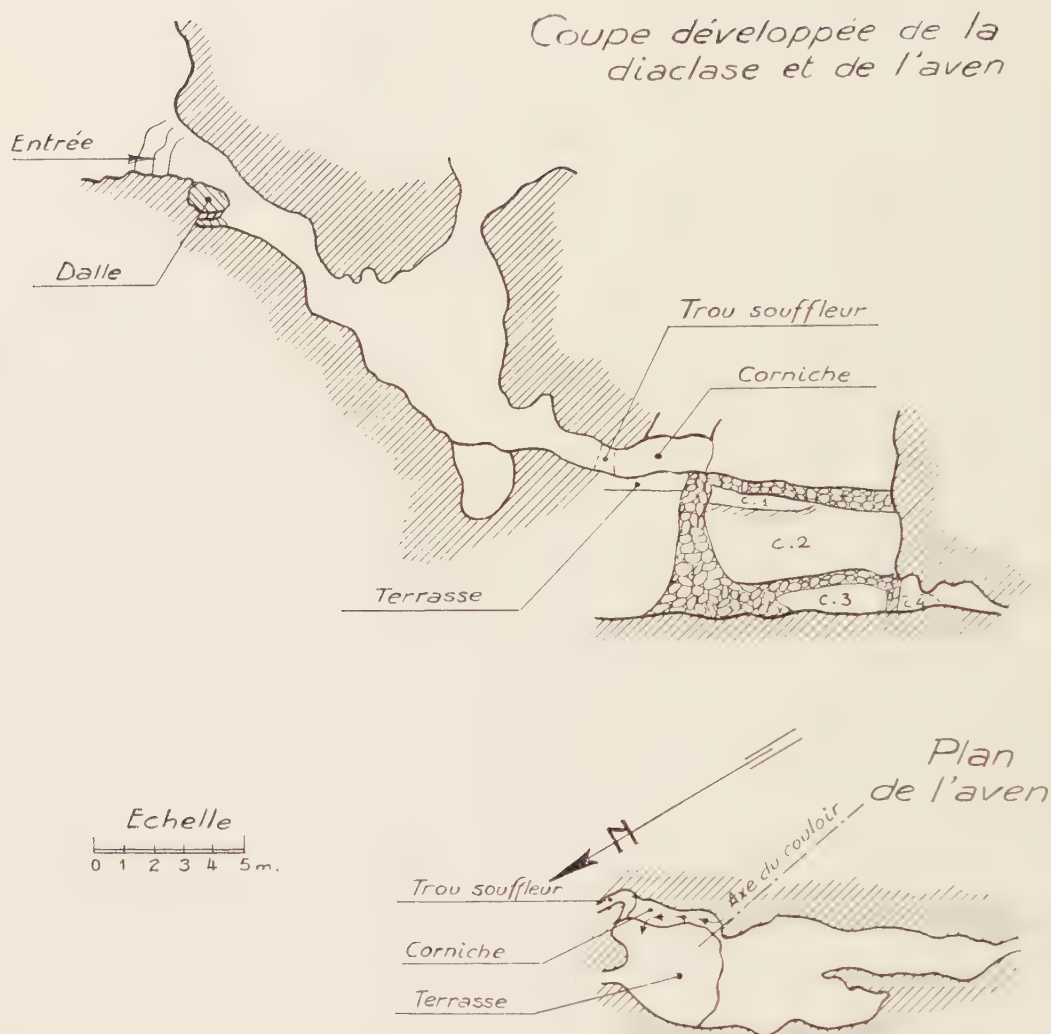 Coupe développée de la
diaclase et de l'aven
Entrée
Dalle
Trou souffleur
Corniche
c.1
c.2
Terrasse
c.3
c.4
Plan
de l'aven
Echelle
0 1 2 3 4 5 m.
N
Axe du couloir
Trou souffleur
Corniche
Terrasse